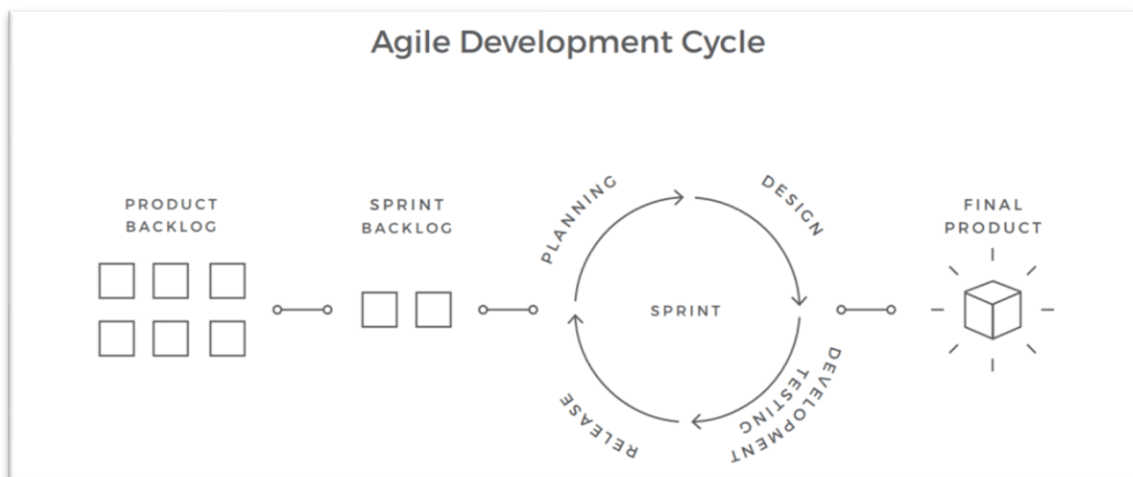 Agile Development Cycle
PRODUCT
BACKLOG
SPRINT
BACKLOG
PLANNING
DESIGN
SPRINT
DEVELOPMENT
TESTING
RELEASE
FINAL
PRODUCT